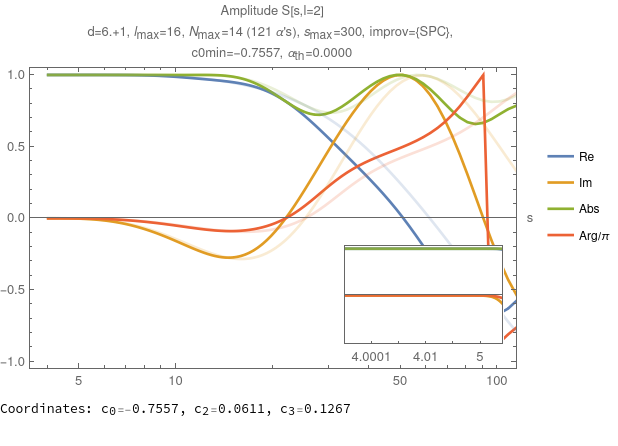 Amplitude S[s,l=2]
d=6.+1, lmax=16, Nmax=14 (121 α's), smax=300, improv={SPC},
c0min=-0.7557, αth=0.0000
1.0
0.5
0.0
-0.5
-1.0
5
10
50
100
s
Re
Im
Abs
Arg/π
4.0001
4.01
5
Coordinates: c0=-0.7557, c2=0.0611, c3=0.1267